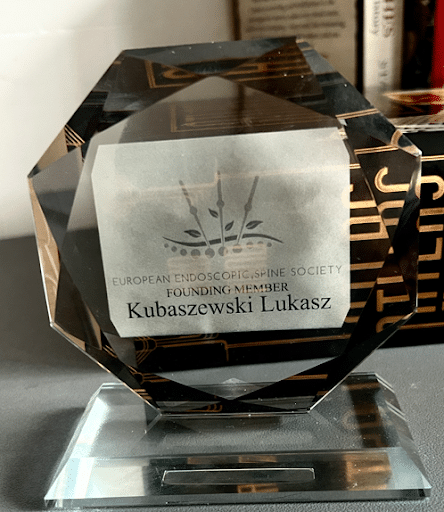 EUROPEAN ENDOSCOPIC SPINE SOCIETY
FOUNDING MEMBER
Kubaszewski Lukasz